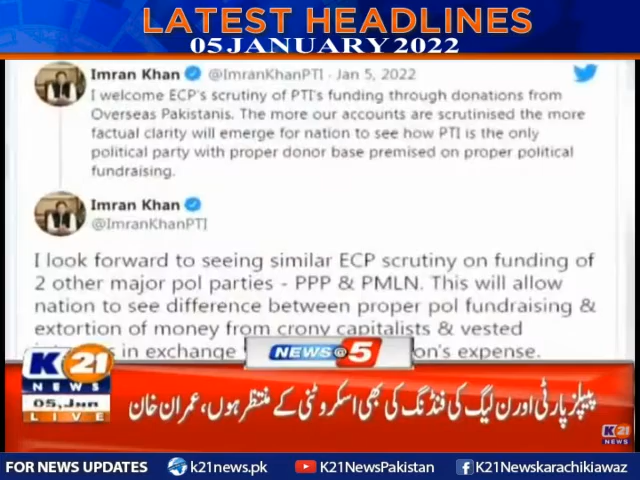 LATEST HEADLINES
05 JANUARY 2022
Imran Khan @ImranKhanPTI · Jan 5, 2022
I welcome ECP's scrutiny of PTI's funding through donations from
Overseas Pakistanis. The more our accounts are scrutinised the more
factual clarity will emerge for nation to see how PTI is the only
political party with proper donor base premised on proper political
fundraising.
Imran Khan
@ImranKhanPTI
I look forward to seeing similar ECP scrutiny on funding of
2 other major pol parties - PPP & PMLN. This will allow
nation to see difference between proper pol fundraising &
extortion of money from crony capitalists & vested
in exchange on's expense.
NEWS@5
K21
NEWS
05, Jan
LIVE
پیپلز پارٹی اور ن لیگ کی فنڈنگ کی بھی اسکروٹنی کے منتظر ہوں، عمران خان
K21
NEWS
FOR NEWS UPDATES k21news.pk K21NewsPakistan K21Newskarachikiawaz